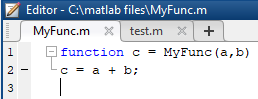 Editor - C:\matlab files\MyFunc.m
MyFunc.m × test.m × +
1 function c = MyFunc(a,b)
2 – c = a + b;
3